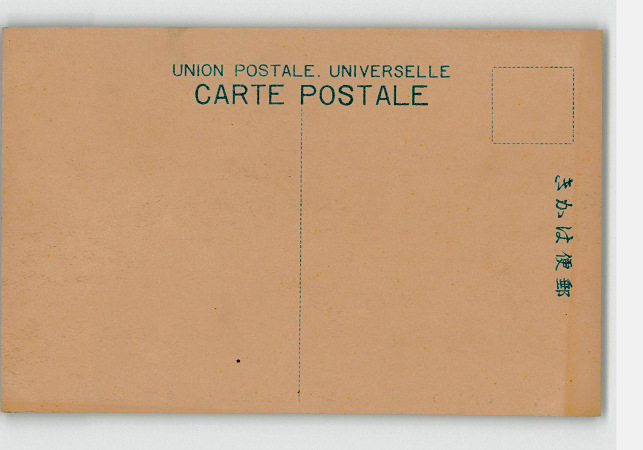 UNION POSTALE. UNIVERSELLE
CARTE POSTALE
郵便はかき